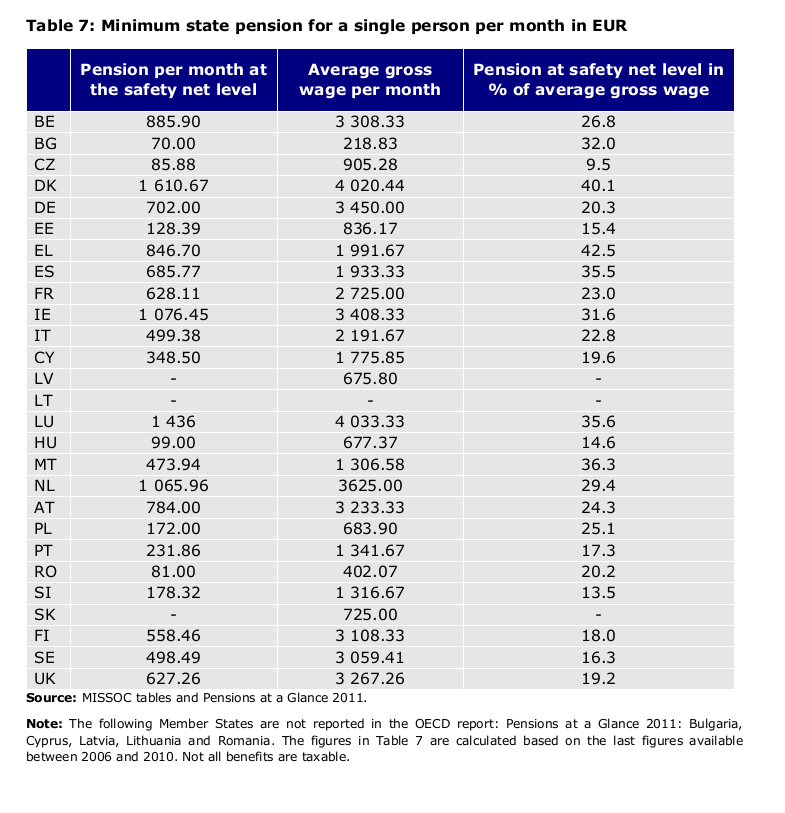 Table 7: Minimum state pension for a single person per month in EUR
Pension per month at the safety net level Average gross wage per month Pension at safety net level in % of average gross wage
BE 885.90 3 308.33 26.8
BG 70.00 218.83 32.0
CZ 85.88 905.28 9.5
DK 1 610.67 4 020.44 40.1
DE 702.00 3 450.00 20.3
EE 128.39 836.17 15.4
EL 846.70 1 991.67 42.5
ES 685.77 1 933.33 35.5
FR 628.11 2 725.00 23.0
IE 1 076.45 3 408.33 31.6
IT 499.38 2 191.67 22.8
CY 348.50 1 775.85 19.6
LV - 675.80 -
LT - - -
LU 1 436 4 033.33 35.6
HU 99.00 677.37 14.6
MT 473.94 1 306.58 36.3
NL 1 065.96 3625.00 29.4
AT 784.00 3 233.33 24.3
PL 172.00 683.90 25.1
PT 231.86 1 341.67 17.3
RO 81.00 402.07 20.2
SI 178.32 1 316.67 13.5
SK - 725.00 -
FI 558.46 3 108.33 18.0
SE 498.49 3 059.41 16.3
UK 627.26 3 267.26 19.2
Source: MISSOC tables and Pensions at a Glance 2011.
Note: The following Member States are not reported in the OECD report: Pensions at a Glance 2011: Bulgaria,
Cyprus, Latvia, Lithuania and Romania. The figures in Table 7 are calculated based on the last figures available
between 2006 and 2010. Not all benefits are taxable.